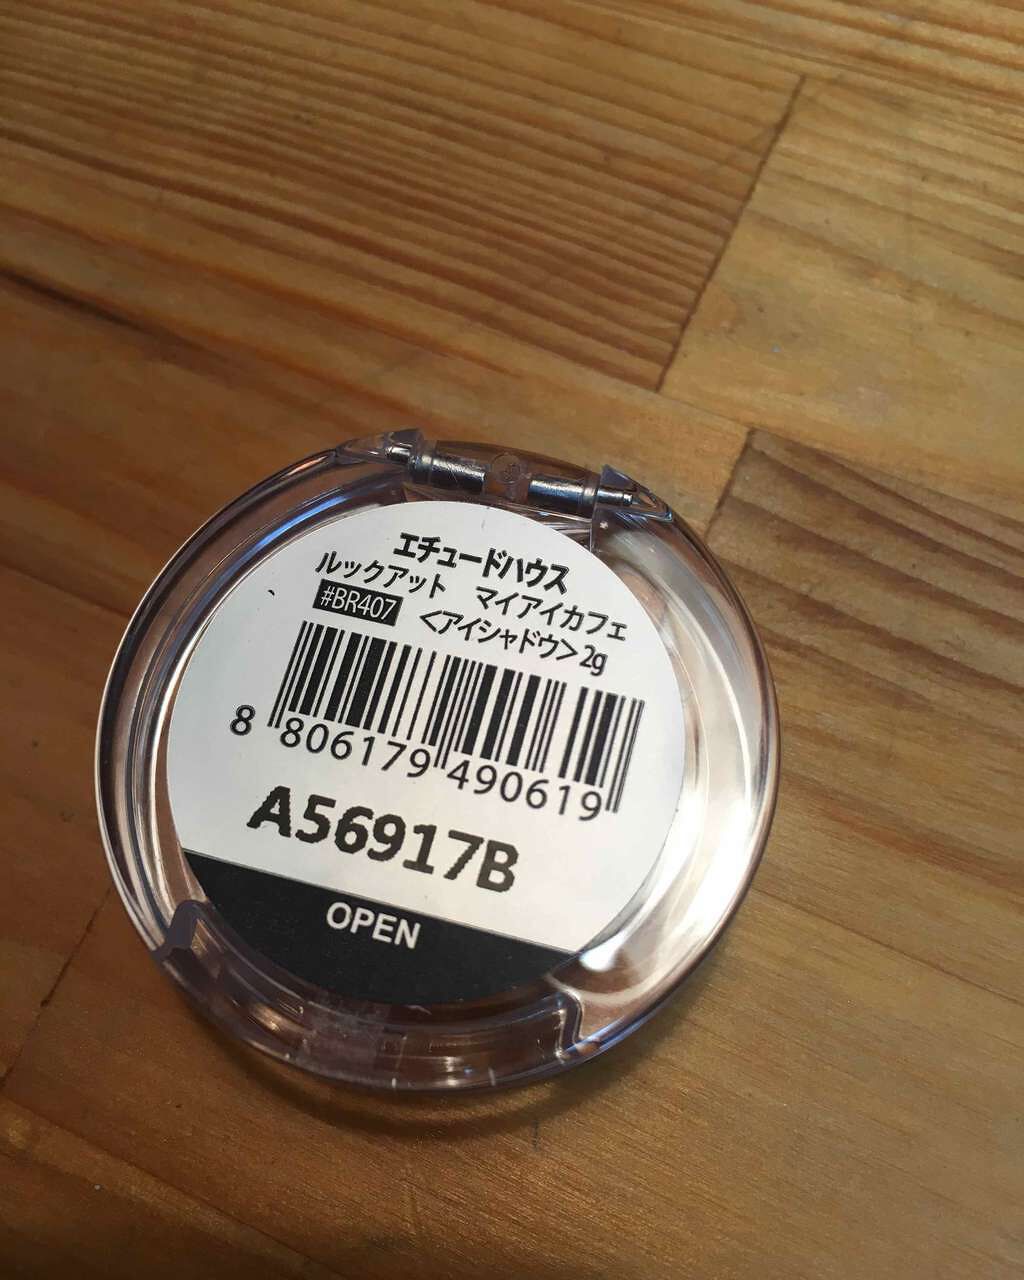 エチュードハウス
ルックアット　マイアイカフェ
#BR407 <アイシャドウ> 2g
8 806179 490619
A56917B
OPEN